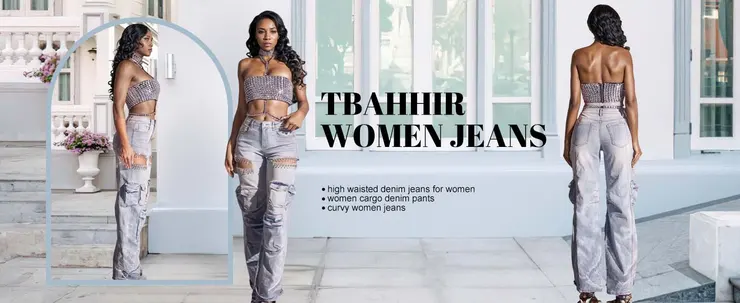 TBAHHIR
WOMEN JEANS
• high waisted denim jeans for women
• women cargo denim pants
• curvy women jeans